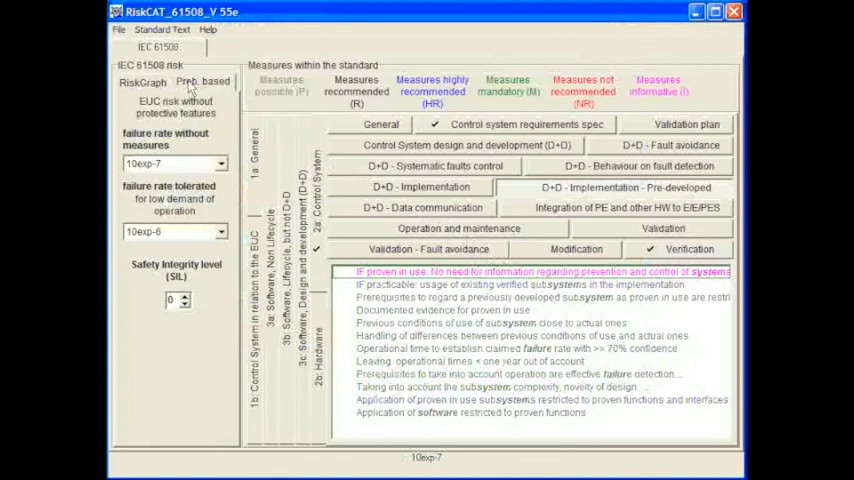 RiskCAT_61508_V 55e
File Standard Text Help
IEC 61508
IEC 61508 risk
RiskGraph Prob. based
EUC risk without
protective features
failure rate without
measures
10exp-7
failure rate tolerated
for low demand of
operation
10exp-6
Safety Integrity level
(SIL)
0
Measures within the standard
Measures possible (P)
Measures recommended (R)
Measures highly recommended (HR)
Measures mandatory (M)
Measures not recommended (NR)
Measures informative (I)
1a: General
1b: Control System in relation to the EUC
3a: Software, Non Lifecycle
3b: Software, Lifecycle, but not D+D
3c: Software, Design and development (D+D)
2a: Control System
2b: Hardware
General Control system requirements spec Validation plan
Control System design and development (D+D) D+D - Fault avoidance
D+D - Systematic faults control D+D - Behaviour on fault detection
D+D - Implementation D+D - Implementation - Pre-developed
D+D - Data communication Integration of PE and other HW to E/E/PES
Operation and maintenance Validation
Validation - Fault avoidance Modification Verification
IF proven in use: No need for information regarding prevention and control of systema
IF practicable: usage of existing verified subsystems in the implementation
Prerequisites to regard a previously developed subsystem as proven in use are restri
Documented evidence for proven in use
Previous conditions of use of subsystem close to actual ones
Handling of differences between previous conditions of use and actual ones
Operational time to establish claimed failure rate with >= 70% confidence
Leaving: operational times < one year out of account
Prerequisites to take into account operation are effective failure detection...
Taking into account the subsystem complexity, novelty of design....
Application of proven in use subsystems restricted to proven functions and interfaces
Application of software restricted to proven functions
10exp-7